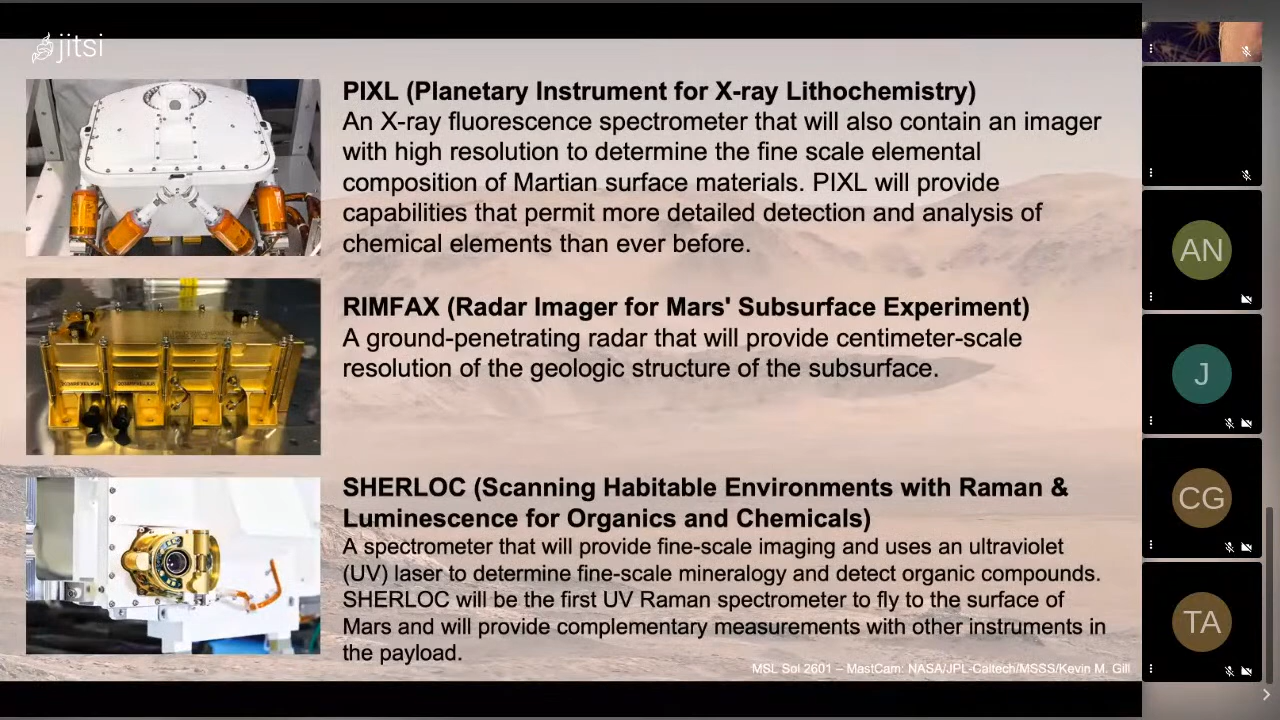 jitsi
PIXL (Planetary Instrument for X-ray Lithochemistry)
An X-ray fluorescence spectrometer that will also contain an imager
with high resolution to determine the fine scale elemental
composition of Martian surface materials. PIXL will provide
capabilities that permit more detailed detection and analysis of
chemical elements than ever before.
RIMFAX (Radar Imager for Mars' Subsurface Experiment)
A ground-penetrating radar that will provide centimeter-scale
resolution of the geologic structure of the subsurface.
SHERLOC (Scanning Habitable Environments with Raman &
Luminescence for Organics and Chemicals)
A spectrometer that will provide fine-scale imaging and uses an ultraviolet
(UV) laser to determine fine-scale mineralogy and detect organic compounds.
SHERLOC will be the first UV Raman spectrometer to fly to the surface of
Mars and will provide complementary measurements with other instruments in
the payload.
MSL Sol 2601 – MastCam: NASA/JPL-Caltech/MSSS/Kevin M. Gill
AN
J
CG
TA